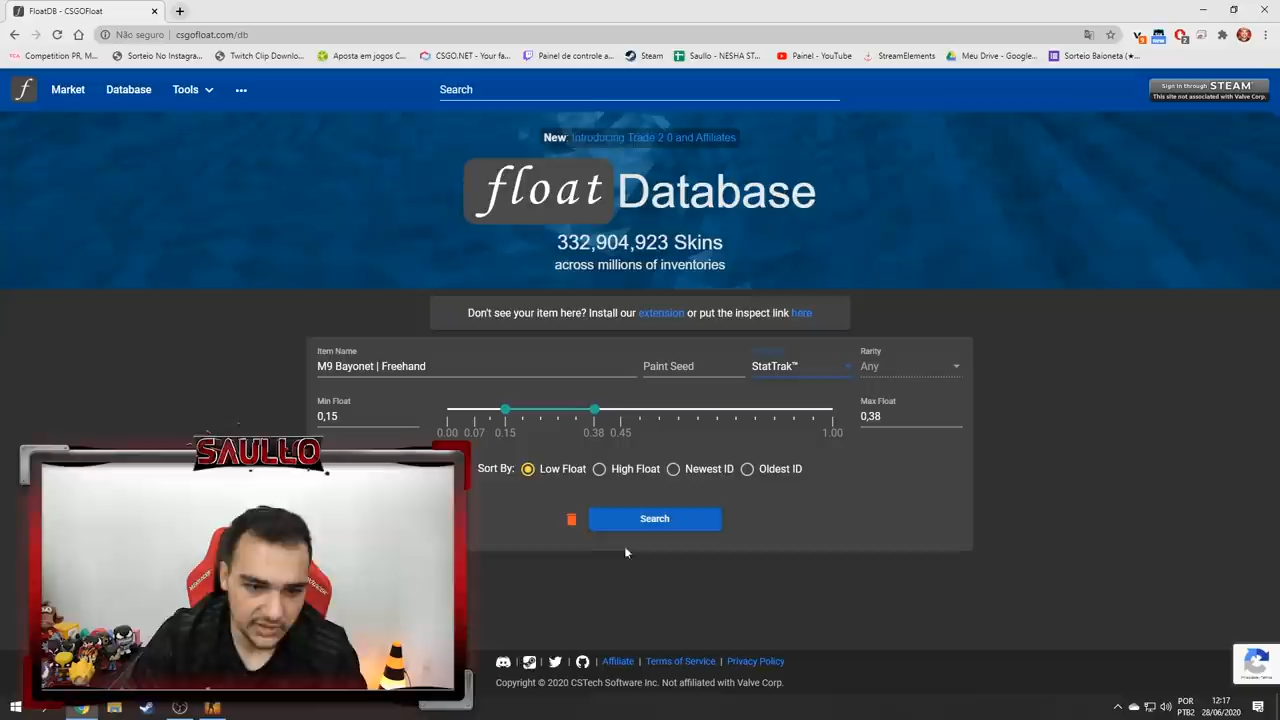 FloatDB - CSGOFloat
Não seguro | csgofloat.com/db
Competition PR, M...
Sorteio No Instagra...
Twitch Clip Downlo...
Aposta em jogos C...
CSGO.NET - Your fa...
Painel de controle a...
Steam
Saullo - NESHA ST...
Painel - YouTube
StreamElements
Meu Drive - Google...
Sorteio Baioneta (★...
f
Market
Database
Tools
Search
Sign in through STEAM
This site not associated with Valve Corp.
New: Introducing Trade 2.0 and Affiliates
float Database
332,904,923 Skins
across millions of inventories
Don't see your item here? Install our extension or put the inspect link here
Item Name
Rarity
M9 Bayonet | Freehand
Paint Seed
StatTrak™
Any
Min Float
Max Float
0,15
0,38
0.00 0.07 0.15 0.38 0.45 1.00
Sort By: Low Float High Float Newest ID Oldest ID
Search
SAULLO
Affiliate | Terms of Service | Privacy Policy
Copyright © 2020 CSTech Software Inc. Not affiliated with Valve Corp.
POR
PTB2
12:17
28/06/2020